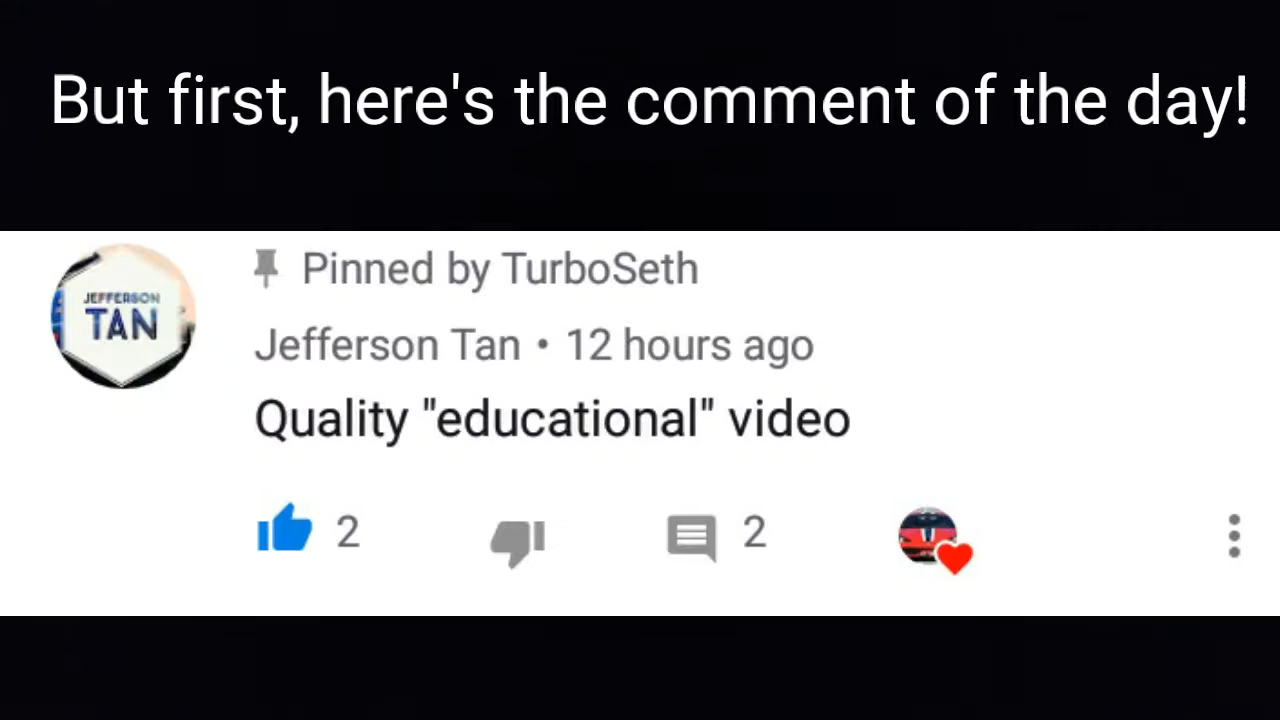 But first, here's the comment of the day!
Pinned by TurboSeth
JEFFERSON
TAN
Jefferson Tan • 12 hours ago
Quality "educational" video
2
2